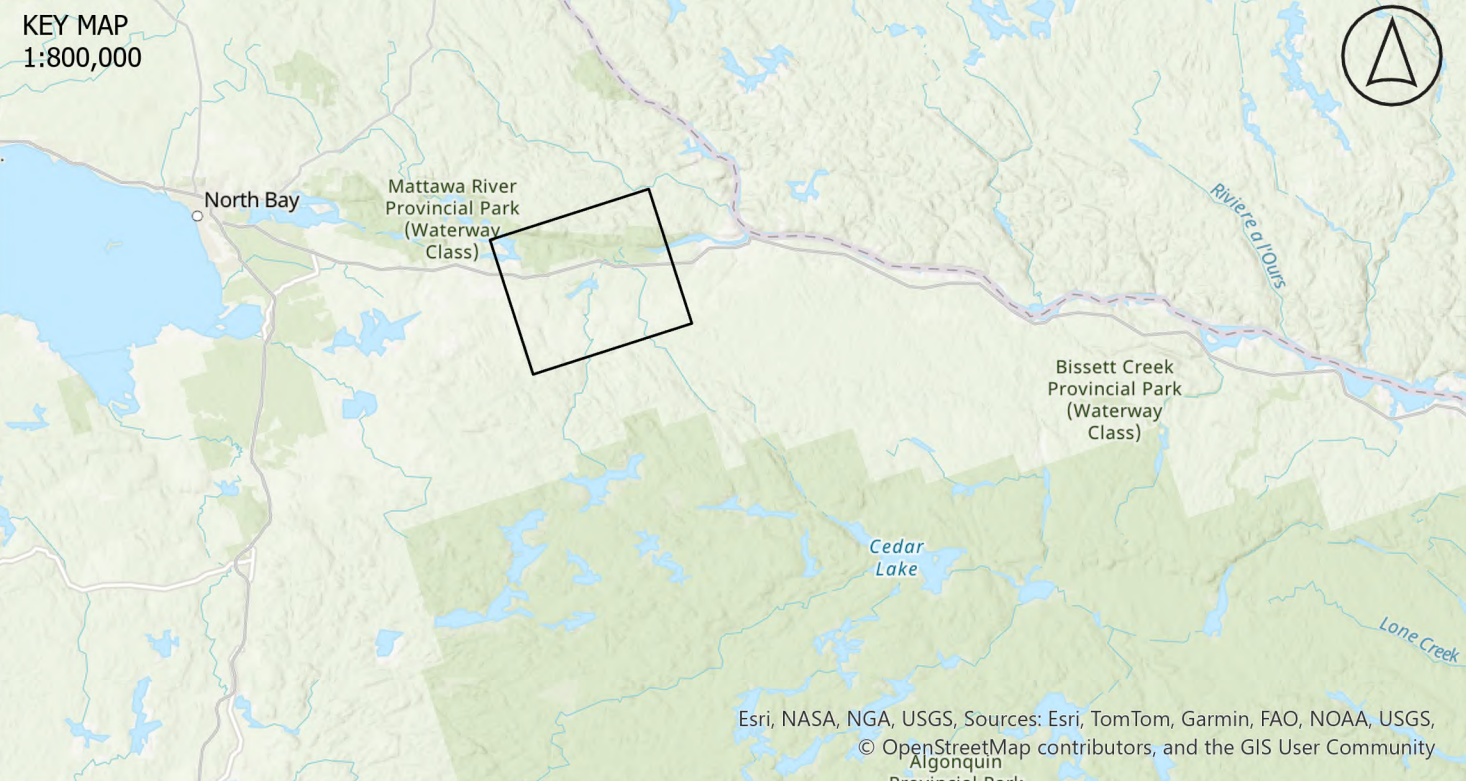 KEY MAP
1:800,000
North Bay
Mattawa River
Provincial Park
(Waterway
Class)
Riviere a l'Ours
Bissett Creek
Provincial Park
(Waterway
Class)
Cedar
Lake
Lone Creek
Esri, NASA, NGA, USGS, Sources: Esri, TomTom, Garmin, FAO, NOAA, USGS,
© OpenStreetMap contributors, and the GIS User Community
Algonquin
Provincial Park